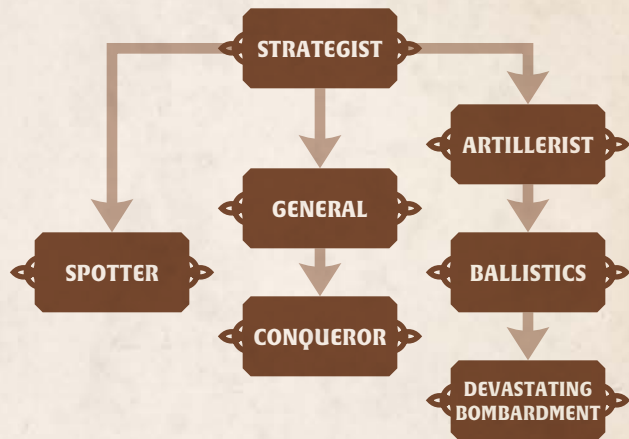 STRATEGIST
ARTILLERIST
GENERAL
SPOTTER
BALLISTICS
CONQUEROR
DEVASTATING
BOMBARDMENT